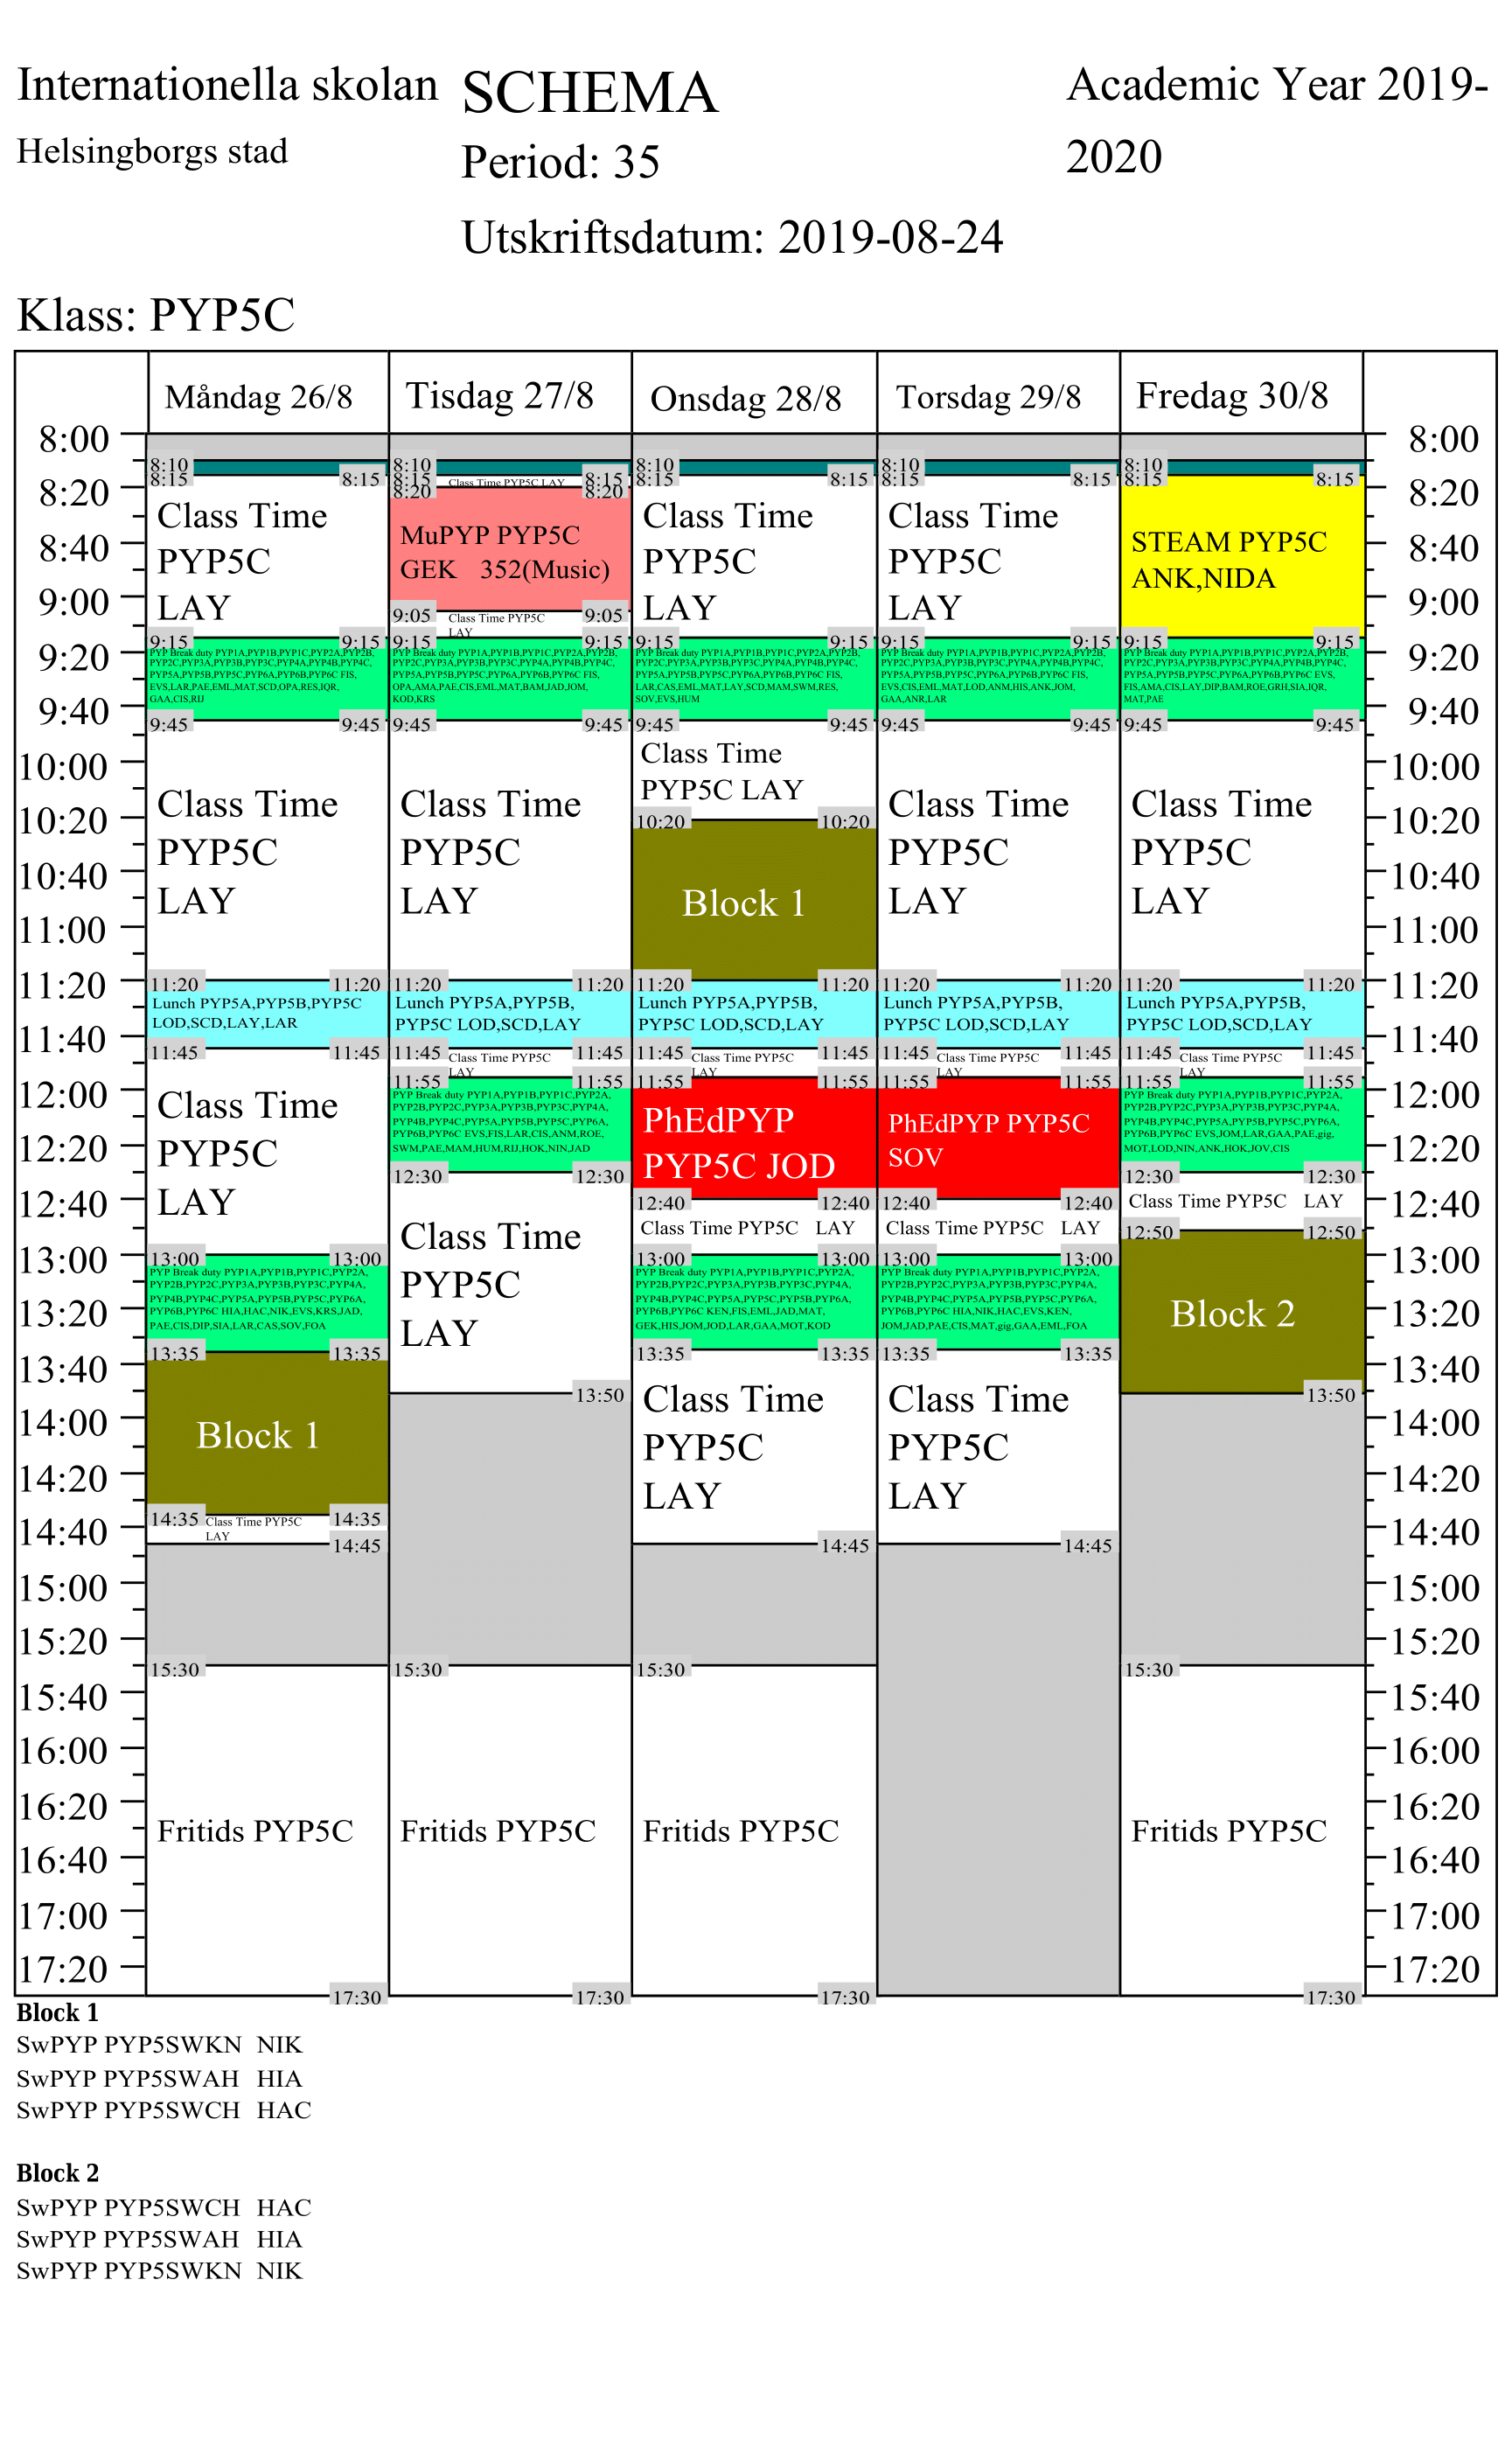 Internationella skolan
Helsingborgs stad
SCHEMA
Period: 35
Utskriftsdatum: 2019-08-24
Academic Year 2019-
2020
Klass: PYP5C
Måndag 26/8
Tisdag 27/8
Onsdag 28/8
Torsdag 29/8
Fredag 30/8
8:00
8:20
8:40
9:00
9:20
9:40
10:00
10:20
10:40
11:00
11:20
11:40
12:00
12:20
12:40
13:00
13:20
13:40
14:00
14:20
14:40
15:00
15:20
15:40
16:00
16:20
16:40
17:00
17:20
8:10
8:15 8:15
Class Time
PYP5C
LAY
9:15 9:15
PYP Break duty PYP1A,PYP1B,PYP1C,PYP2A,PYP2B,
PYP2C,PYP3A,PYP3B,PYP3C,PYP4A,PYP4B,PYP4C,
PYP5A,PYP5B,PYP5C,PYP6A,PYP6B,PYP6C FIS,
EVS,LAR,PAE,EML,MAT,SCD,OPA,RES,IQR,
GAA,CIS,RIJ
9:45 9:45
Class Time
PYP5C
LAY
11:20 11:20
Lunch PYP5A,PYP5B,PYP5C
LOD,SCD,LAY,LAR
11:45 11:45
Class Time
PYP5C
LAY
13:00 13:00
PYP Break duty PYP1A,PYP1B,PYP1C,PYP2A,
PYP2B,PYP2C,PYP3A,PYP3B,PYP3C,PYP4A,
PYP4B,PYP4C,PYP5A,PYP5B,PYP5C,PYP6A,
PYP6B,PYP6C HIA,HAC,NIK,EVS,KRS,JAD,
PAE,CIS,DIP,SIA,LAR,CAS,SOV,FOA
13:35 13:35
Block 1
14:35 14:35
Class Time PYP5C
LAY
14:45
15:30
Fritids PYP5C
17:30
8:10
8:15 8:15
Class Time PYP5C LAY
8:20 8:20
MuPYP PYP5C
GEK 352(Music)
9:05 9:05
Class Time PYP5C
LAY
9:15 9:15
PYP Break duty PYP1A,PYP1B,PYP1C,PYP2A,PYP2B,
PYP2C,PYP3A,PYP3B,PYP3C,PYP4A,PYP4B,PYP4C,
PYP5A,PYP5B,PYP5C,PYP6A,PYP6B,PYP6C FIS,
OPA,AMA,PAE,CIS,EML,MAT,BAM,JAD,JOM,
KOD,KRS
9:45 9:45
Class Time
PYP5C
LAY
11:20 11:20
Lunch PYP5A,PYP5B,
PYP5C LOD,SCD,LAY
11:45 11:45
Class Time PYP5C
LAY
11:55 11:55
PYP Break duty PYP1A,PYP1B,PYP1C,PYP2A,
PYP2B,PYP2C,PYP3A,PYP3B,PYP3C,PYP4A,
PYP4B,PYP4C,PYP5A,PYP5B,PYP5C,PYP6A,
PYP6B,PYP6C EVS,FIS,LAR,CIS,ANM,ROE,
SWM,PAE,MAM,HUM,RIJ,HOK,NIN,JAD
12:30 12:30
Class Time
PYP5C
LAY
13:50
15:30
Fritids PYP5C
17:30
8:10
8:15 8:15
Class Time
PYP5C
LAY
9:15 9:15
PYP Break duty PYP1A,PYP1B,PYP1C,PYP2A,PYP2B,
PYP2C,PYP3A,PYP3B,PYP3C,PYP4A,PYP4B,PYP4C,
PYP5A,PYP5B,PYP5C,PYP6A,PYP6B,PYP6C FIS,
LAR,CAS,EML,MAT,LAY,SCD,MAM,SWM,RES,
SOV,EVS,HUM
9:45 9:45
Class Time
PYP5C LAY
10:20 10:20
Block 1
11:20 11:20
Lunch PYP5A,PYP5B,
PYP5C LOD,SCD,LAY
11:45 11:45
Class Time PYP5C
LAY
11:55 11:55
PhEdPYP
PYP5C JOD
12:40 12:40
Class Time PYP5C LAY
13:00 13:00
PYP Break duty PYP1A,PYP1B,PYP1C,PYP2A,
PYP2B,PYP2C,PYP3A,PYP3B,PYP3C,PYP4A,
PYP4B,PYP4C,PYP5A,PYP5C,PYP5B,PYP6A,
PYP6B,PYP6C KEN,FIS,EML,JAD,MAT,
GEK,HIS,JOM,JOD,LAR,GAA,MOT,KOD
13:35 13:35
Class Time
PYP5C
LAY
14:45
15:30
Fritids PYP5C
17:30
8:10
8:15 8:15
Class Time
PYP5C
LAY
9:15 9:15
PYP Break duty PYP1A,PYP1B,PYP1C,PYP2A,PYP2B,
PYP2C,PYP3A,PYP3B,PYP3C,PYP4A,PYP4B,PYP4C,
PYP5A,PYP5B,PYP5C,PYP6A,PYP6B,PYP6C FIS,
EVS,CIS,EML,MAT,LOD,ANM,HIS,ANK,JOM,
GAA,ANR,LAR
9:45 9:45
Class Time
PYP5C
LAY
11:20 11:20
Lunch PYP5A,PYP5B,
PYP5C LOD,SCD,LAY
11:45 11:45
Class Time PYP5C
LAY
11:55 11:55
PhEdPYP PYP5C
SOV
12:40 12:40
Class Time PYP5C LAY
13:00 13:00
PYP Break duty PYP1A,PYP1B,PYP1C,PYP2A,
PYP2B,PYP2C,PYP3A,PYP3B,PYP3C,PYP4A,
PYP4B,PYP4C,PYP5A,PYP5B,PYP5C,PYP6A,
PYP6B,PYP6C HIA,NIK,HAC,EVS,KEN,
JOM,JAD,PAE,CIS,MAT,gig,GAA,EML,FOA
13:35 13:35
Class Time
PYP5C
LAY
14:45
8:10
8:15 8:15
STEAM PYP5C
ANK,NIDA
9:15 9:15
PYP Break duty PYP1A,PYP1B,PYP1C,PYP2A,PYP2B,
PYP2C,PYP3A,PYP3B,PYP3C,PYP4A,PYP4B,PYP4C,
PYP5A,PYP5B,PYP5C,PYP6A,PYP6B,PYP6C EVS,
FIS,AMA,CIS,LAY,DIP,BAM,ROE,GRH,SIA,IQR,
MAT,PAE
9:45 9:45
Class Time
PYP5C
LAY
11:20 11:20
Lunch PYP5A,PYP5B,
PYP5C LOD,SCD,LAY
11:45 11:45
Class Time PYP5C
LAY
11:55 11:55
PYP Break duty PYP1A,PYP1B,PYP1C,PYP2A,
PYP2B,PYP2C,PYP3A,PYP3B,PYP3C,PYP4A,
PYP4B,PYP4C,PYP5A,PYP5B,PYP5C,PYP6A,
PYP6B,PYP6C EVS,JOM,LAR,GAA,PAE,gig,
MOT,LOD,NIN,ANK,HOK,JOV,CIS
12:30 12:30
Class Time PYP5C LAY
12:50 12:50
Block 2
13:50
15:30
Fritids PYP5C
17:30
8:00
8:20
8:40
9:00
9:20
9:40
10:00
10:20
10:40
11:00
11:20
11:40
12:00
12:20
12:40
13:00
13:20
13:40
14:00
14:20
14:40
15:00
15:20
15:40
16:00
16:20
16:40
17:00
17:20
Block 1
SwPYP PYP5SWKN NIK
SwPYP PYP5SWAH HIA
SwPYP PYP5SWCH HAC
Block 2
SwPYP PYP5SWCH HAC
SwPYP PYP5SWAH HIA
SwPYP PYP5SWKN NIK